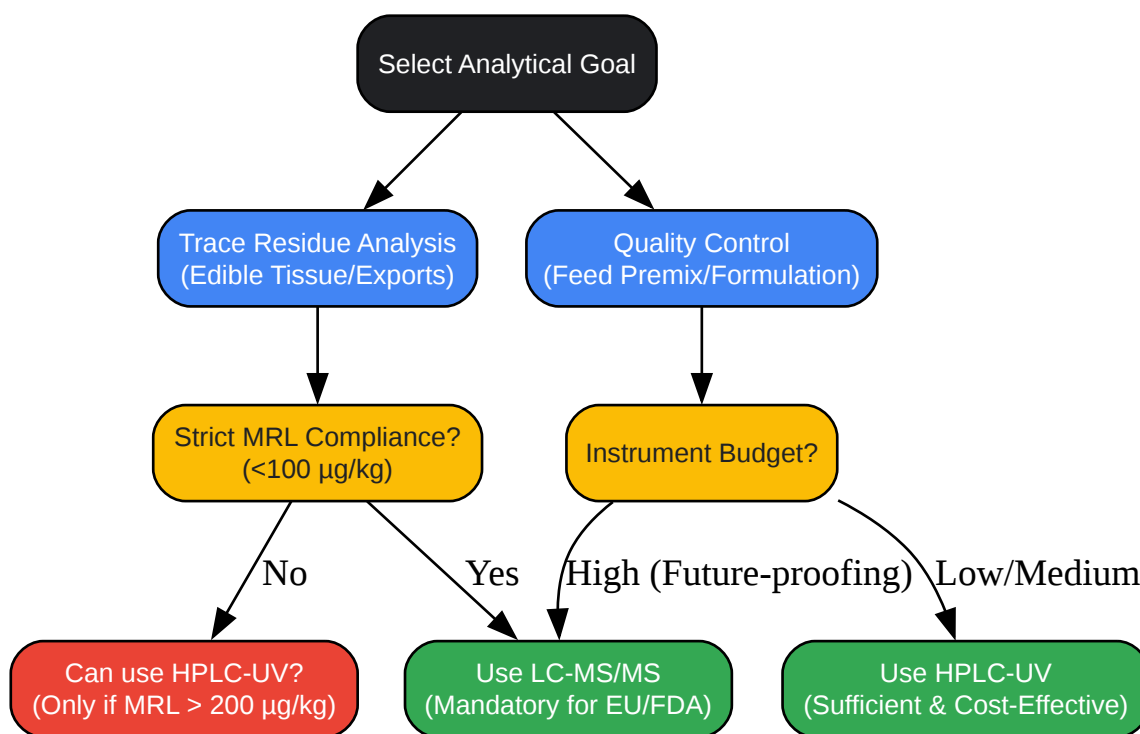 Select Analytical Goal
Trace Residue Analysis
(Edible Tissue/Exports)
Quality Control
(Feed Premix/Formulation)
Strict MRL Compliance?
(<100 µg/kg)
Instrument Budget?
No
Yes
High (Future-proofing)
Low/Medium
Can use HPLC-UV?
(Only if MRL > 200 µg/kg)
Use LC-MS/MS
(Mandatory for EU/FDA)
Use HPLC-UV
(Sufficient & Cost-Effective)